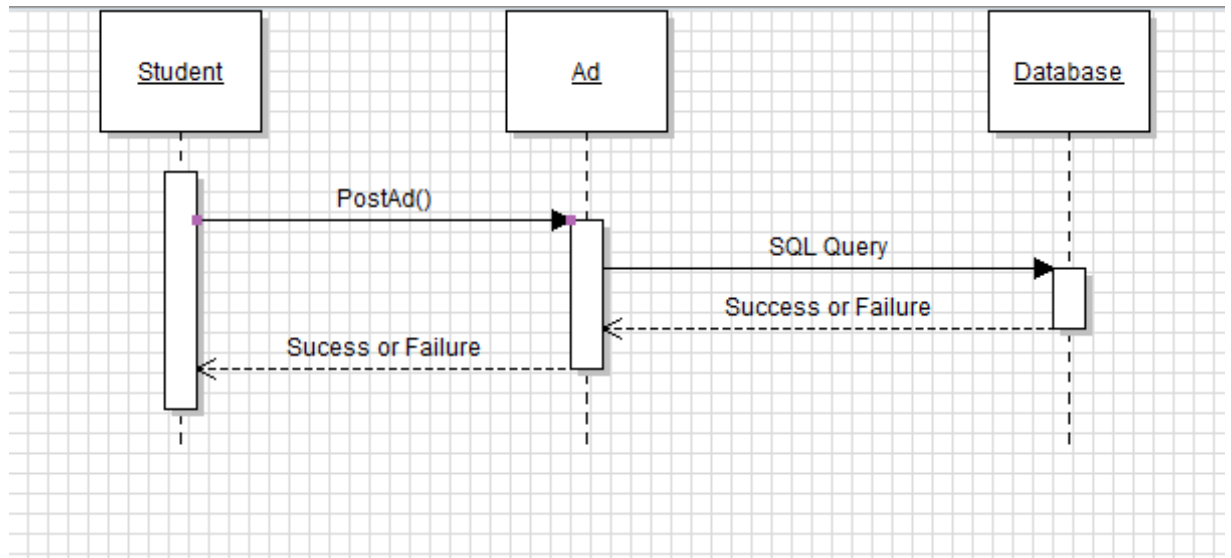 Student
Ad
Database
PostAd()
SQL Query
Success or Failure
Sucess or Failure